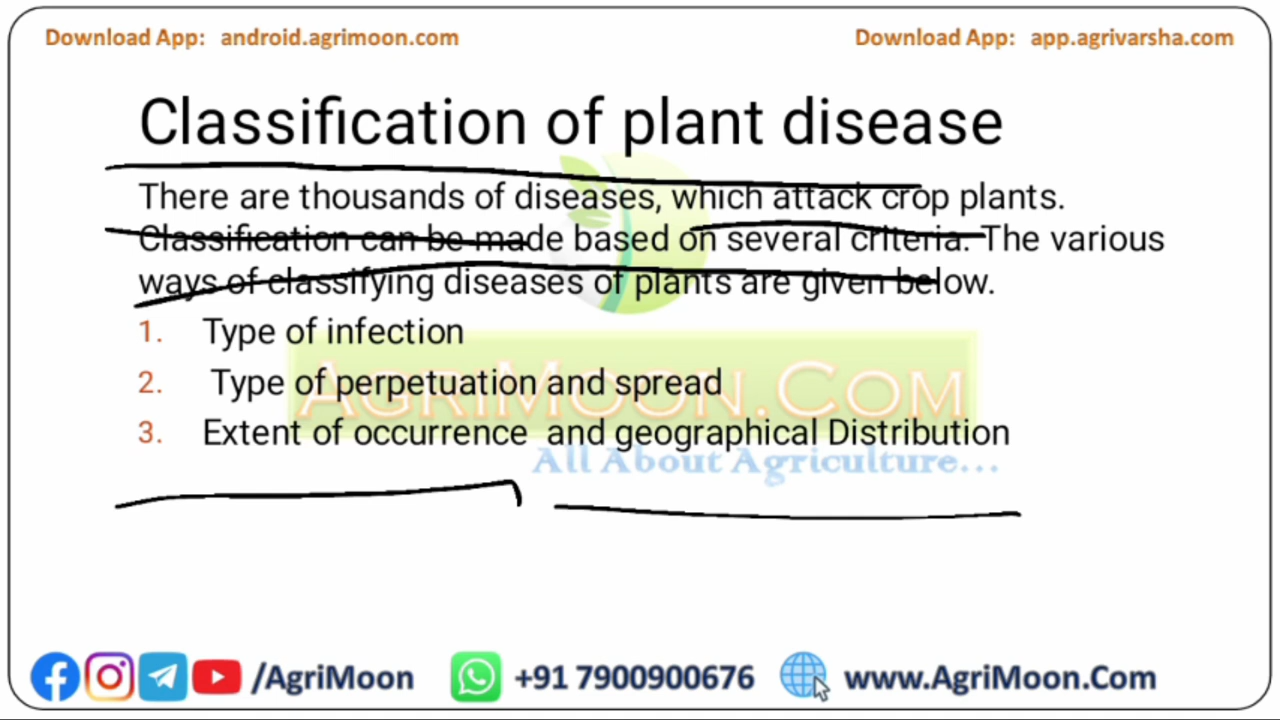 Download App: android.agrimoon.com
Download App: app.agrivarsha.com
Classification of plant disease
There are thousands of diseases, which attack crop plants.
Classification can be made based on several criteria. The various
ways of classifying diseases of plants are given below.
1. Type of infection
2. Type of perpetuation and spread
3. Extent of occurrence and geographical Distribution
AGRIMOON.COM
All About Agriculture...
/AgriMoon
+91 7900900676
www.AgriMoon.Com